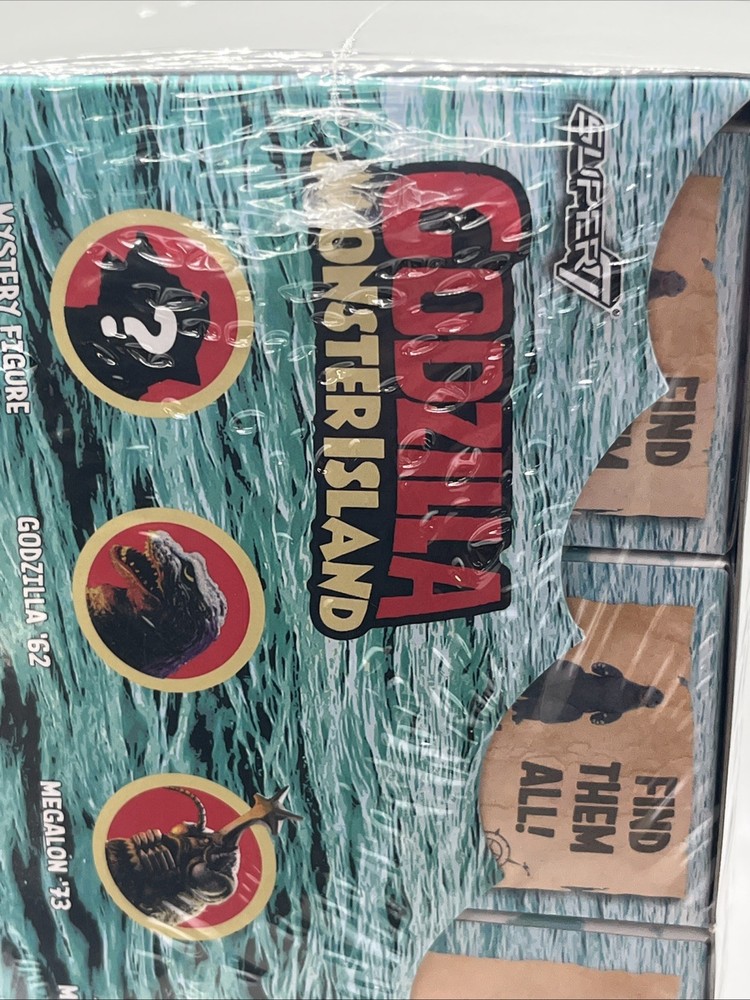 SUPER7®
GODZILLA
MONSTER ISLAND
?
MYSTERY FIGURE
GODZILLA '62
MEGALON '73
M
FIND
FIND
THEM
ALL!